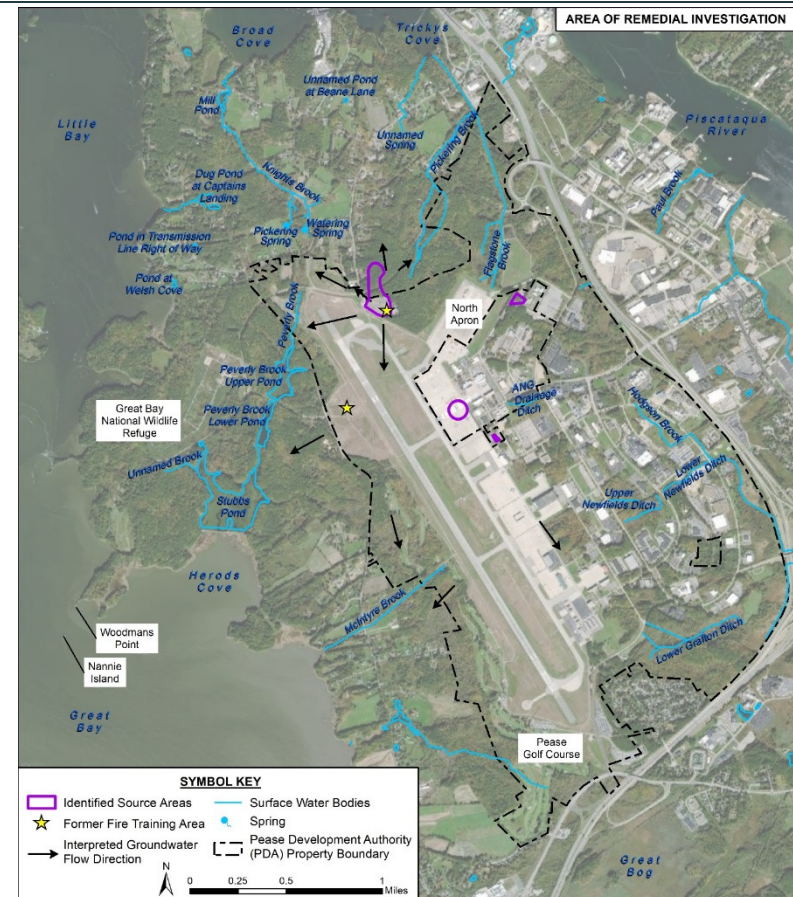 AREA OF REMEDIAL INVESTIGATION
Broad
Cove
Trickys
Cove
Unnamed Pond
at Beane Lane
Mill
Pond
Little
Bay
Unnamed
Spring
Pickering Brook
Piscataqua
River
Dug Pond
at Captains
Landing
Knights
Brook
Paul Brook
Pond in Transmission
Line Right of Way
Pickering
Spring
Watering
Spring
Flagstone
Brook
Pond at
Welsh Cove
Peverly Brook
North
Apron
Peverly Brook
Upper Pond
Peverly Brook
Lower Pond
ANG
Drainage
Ditch
Great Bay
National Wildlife
Refuge
Hodgson Brook
Unnamed Brook
Lower
Newfields Ditch
Upper
Newfields Ditch
Stubbs
Pond
Herods
Cove
McIntyre Brook
Woodmans
Point
Lower Grafton Ditch
Nannie
Island
Great
Bay
Pease
Golf Course
Great
Bog
SYMBOL KEY
Identified Source Areas
Surface Water Bodies
Former Fire Training Area
Spring
Interpreted Groundwater
Flow Direction
Pease Development Authority
(PDA) Property Boundary
N
0 0.25 0.5 1
Miles